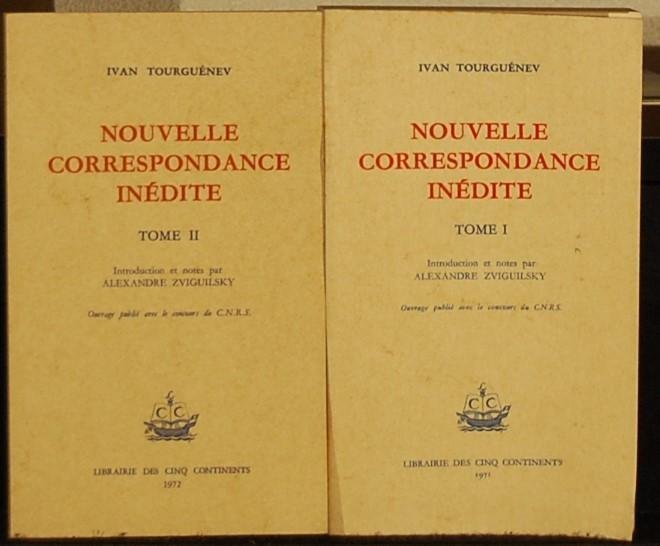 IVAN TOURGUÉNEV
NOUVELLE
CORRESPONDANCE
INÉDITE
TOME II
Introduction et notes par
ALEXANDRE ZVIGUILSKY
Ouvrage publié avec le concours du C.N.R.S.
C C
LIBRAIRIE DES CINQ CONTINENTS
1972
IVAN TOURGUÉNEV
NOUVELLE
CORRESPONDANCE
INÉDITE
TOME I
Introduction et notes par
ALEXANDRE ZVIGUILSKY
Ouvrage publié avec le concours du C.N.R.S.
C C
LIBRAIRIE DES CINQ CONTINENTS
1971